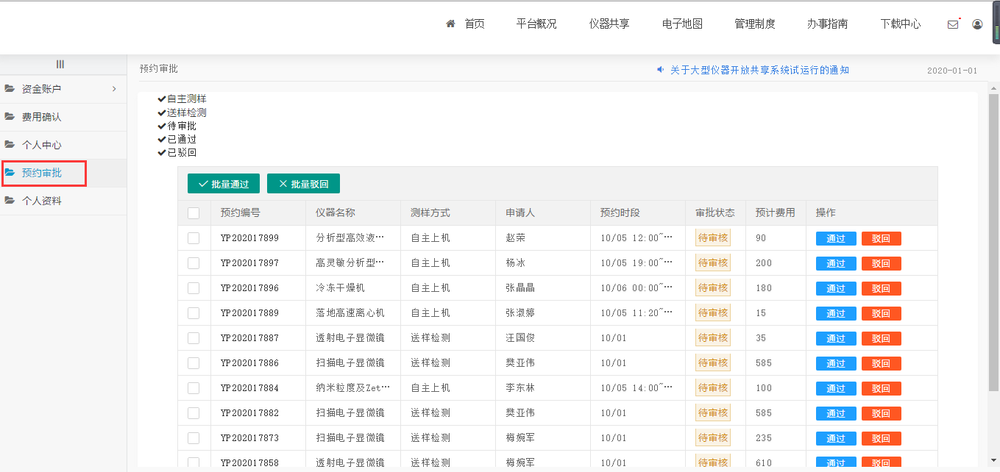 首页 平台概况 仪器共享 电子地图 管理制度 办事指南 下载中心
预约审批 关于大型仪器开放共享系统试运行的通知 2020-01-01
资金账户
费用确认
个人中心
预约审批
个人资料
自主测样
送样检测
待审批
已通过
已驳回
批量通过 批量驳回
预约编号 仪器名称 测样方式 申请人 预约时段 审批状态 预计费用 操作
YP202017899 分析型高效液… 自主上机 赵荣 10/05 12:00~… 待审核 90 通过 驳回
YP202017897 高灵敏分析型… 自主上机 杨冰 10/05 19:00~… 待审核 200 通过 驳回
YP202017896 冷冻干燥机 自主上机 张晶晶 10/06 00:00~… 待审核 180 通过 驳回
YP202017889 落地高速离心机 自主上机 张淑婷 10/05 11:20~… 待审核 15 通过 驳回
YP202017887 透射电子显微镜 送样检测 汪国俊 10/01 待审核 35 通过 驳回
YP202017886 扫描电子显微镜 送样检测 樊亚伟 10/01 待审核 585 通过 驳回
YP202017884 纳米粒度及Zet… 自主上机 李东林 10/05 14:00~… 待审核 100 通过 驳回
YP202017882 扫描电子显微镜 送样检测 樊亚伟 10/01 待审核 585 通过 驳回
YP202017873 扫描电子显微镜 送样检测 梅婉军 10/01 待审核 235 通过 驳回
YP202017858 透射电子显微镜 送样检测 梅婉军 10/01 待审核 610 通过 驳回